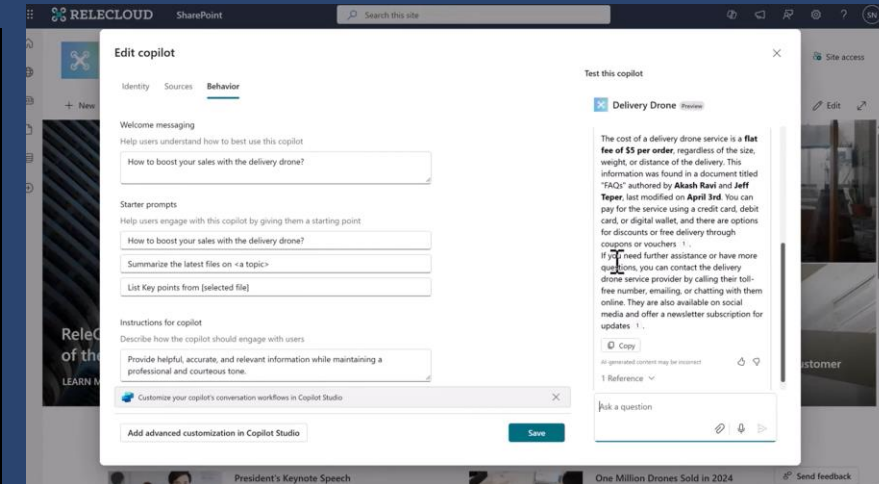 RELECLOUD SharePoint Search this site ? SN
Site access
+ New Edit
Edit copilot
Identity Sources Behavior
Welcome messaging
Help users understand how to best use this copilot
How to boost your sales with the delivery drone?
Starter prompts
Help users engage with this copilot by giving them a starting point
How to boost your sales with the delivery drone?
Summarize the latest files on <a topic>
List Key points from [selected file]
Instructions for copilot
Describe how the copilot should engage with users
Provide helpful, accurate, and relevant information while maintaining a
professional and courteous tone.
Customize your copilot's conversation workflows in Copilot Studio
Add advanced customization in Copilot Studio
Save
Test this copilot
Delivery Drone Preview
The cost of a delivery drone service is a flat
fee of $5 per order, regardless of the size,
weight, or distance of the delivery. This
information was found in a document titled
"FAQs" authored by Akash Ravi and Jeff
Teper, last modified on April 3rd. You can
pay for the service using a credit card, debit
card, or digital wallet, and there are options
for discounts or free delivery through
coupons or vouchers 1 .
If you need further assistance or have more
questions, you can contact the delivery
drone service provider by calling their toll-
free number, emailing, or chatting with them
online. They are also available on social
media and offer a newsletter subscription for
updates 1 .
Copy
AI-generated content may be incorrect
1 Reference
Ask a question
ReleC
of the
LEARN M
ustomer
President's Keynote Speech
One Million Drones Sold in 2024
Send feedback